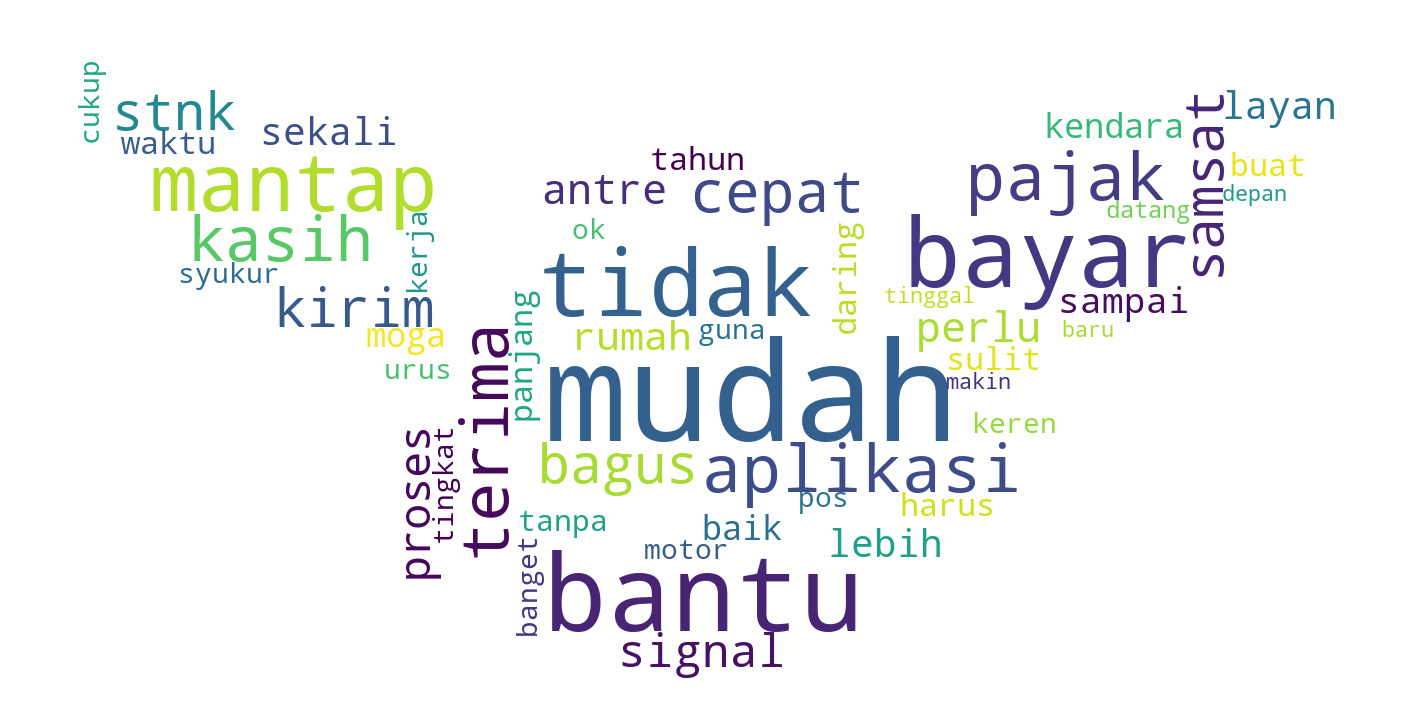 cukup
stnk
waktu
sekali
mantap
kasih
kerja
syukur
kirim
moga
urus
tahun
antre
cepat
ok
tidak
daring
panjang
rumah
guna
terima
mudah
proses
tingkat
bagus
aplikasi
pos
tanpa
baik
motor
lebih
harus
banget
bantu
signal
layan
kendara
samsat
pajak
buat
depan
datang
bayar
tinggal
sampai
perlu
baru
sulit
makin
keren